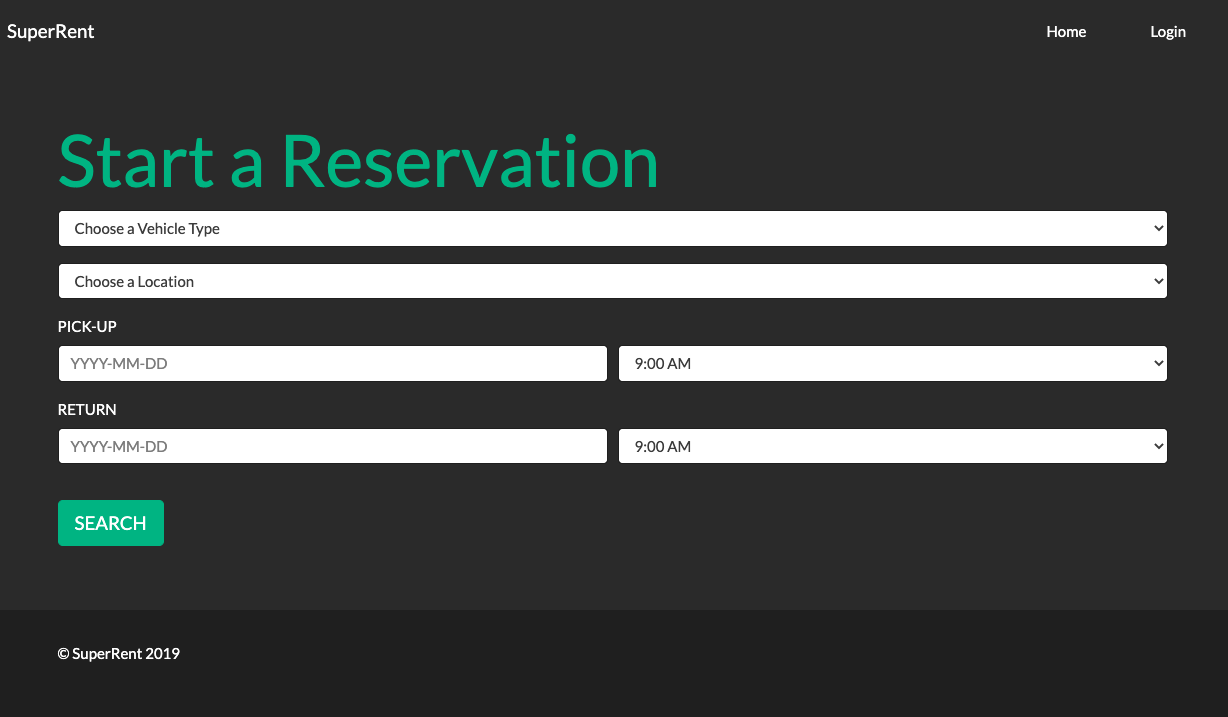 SuperRent Home Login
Start a Reservation
Choose a Vehicle Type
Choose a Location
PICK-UP
YYYY-MM-DD 9:00 AM
RETURN
YYYY-MM-DD 9:00 AM
SEARCH
© SuperRent 2019